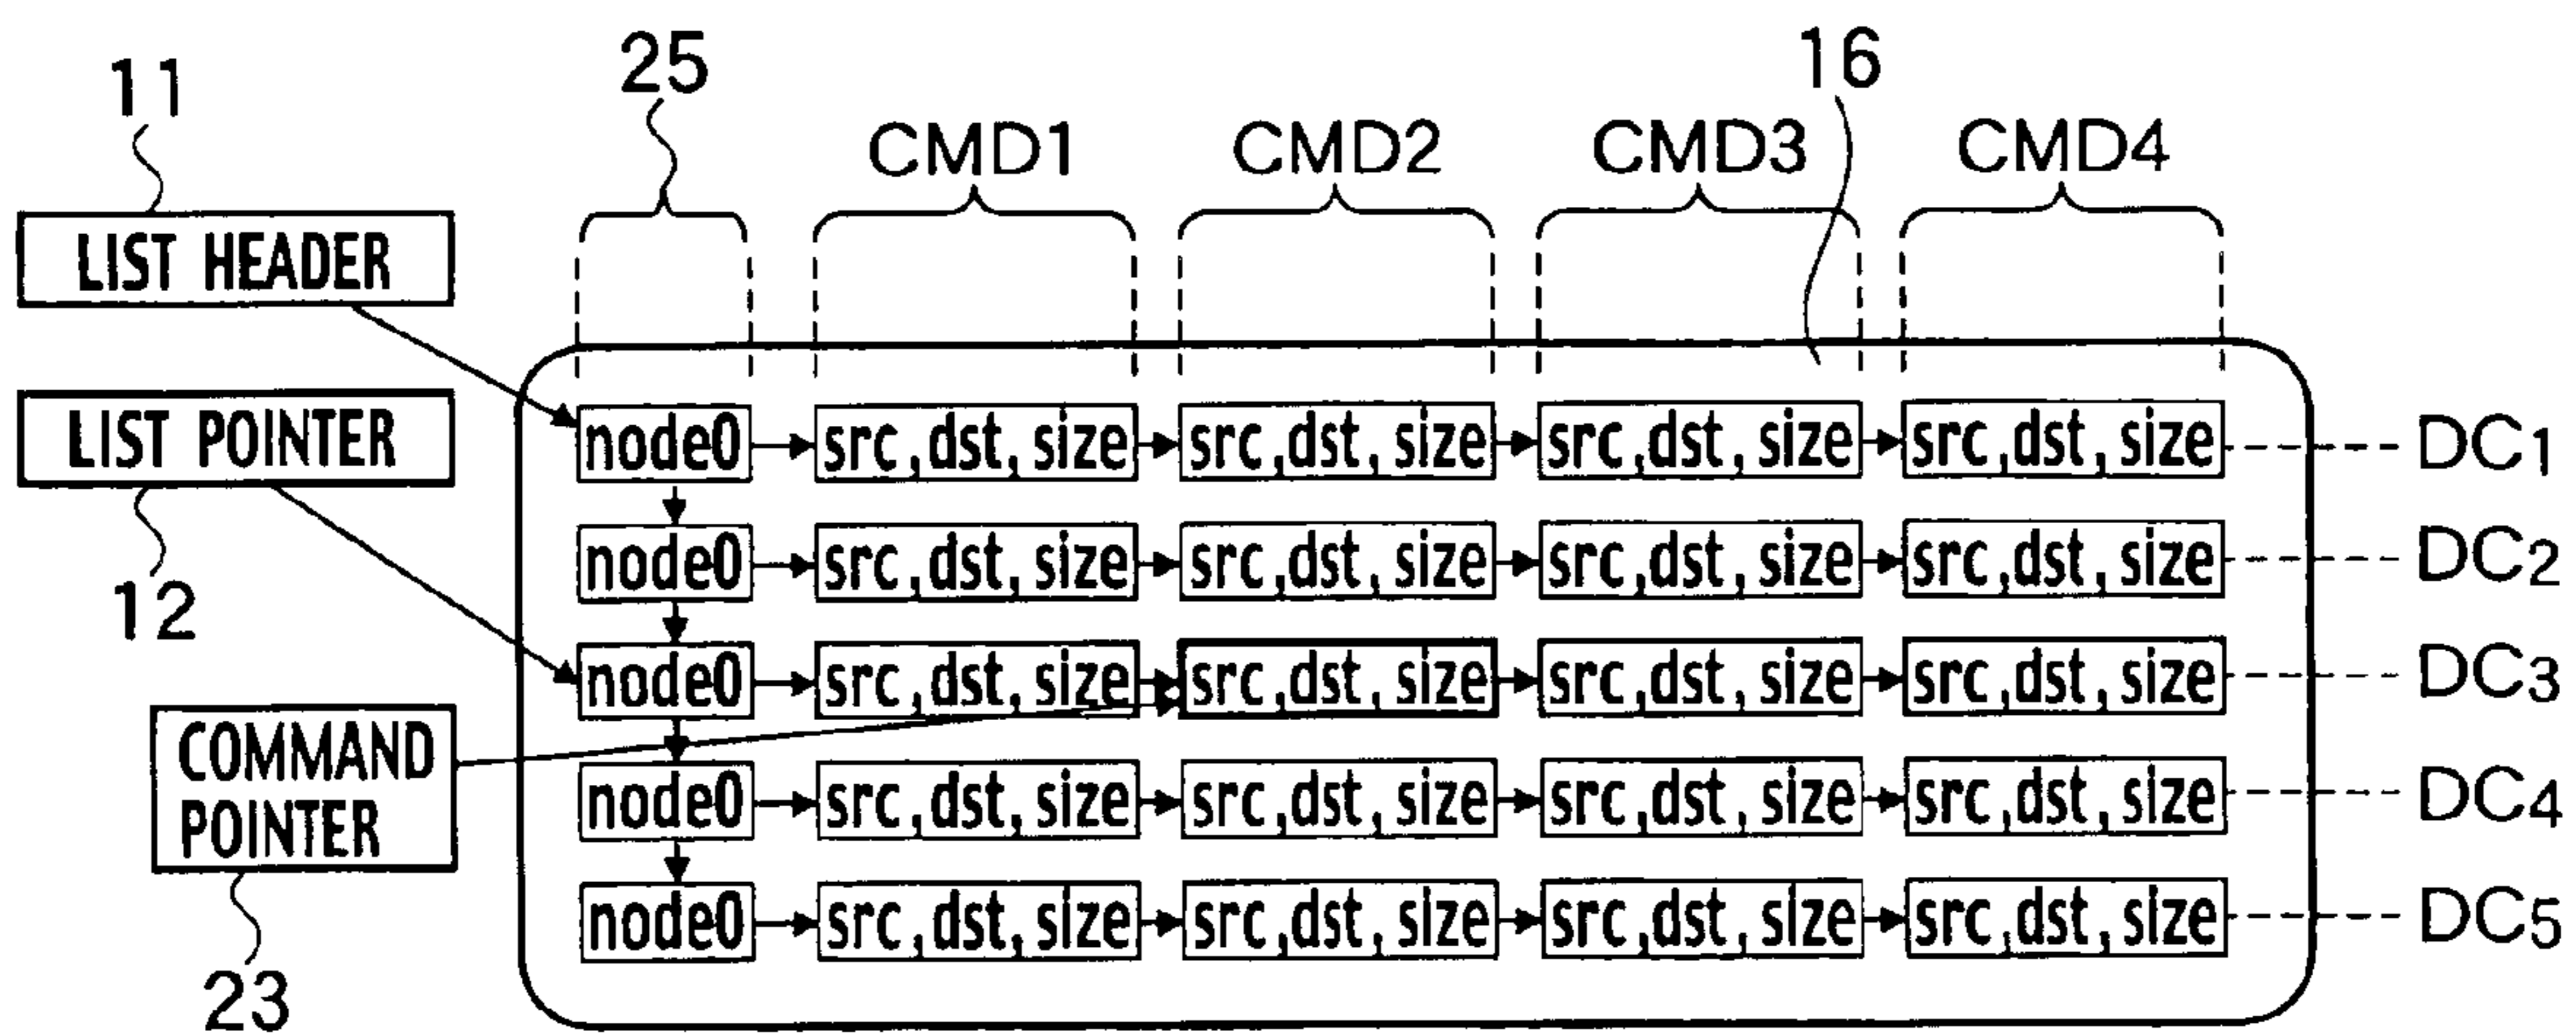 11
25
16
CMD1 CMD2 CMD3 CMD4
LIST HEADER
LIST POINTER
12
node0 src,dst,size src,dst,size src,dst,size src,dst,size DC1
node0 src,dst,size src,dst,size src,dst,size src,dst,size DC2
node0 src,dst,size src,dst,size src,dst,size src,dst,size DC3
COMMAND
POINTER
23
node0 src,dst,size src,dst,size src,dst,size src,dst,size DC4
node0 src,dst,size src,dst,size src,dst,size src,dst,size DC5